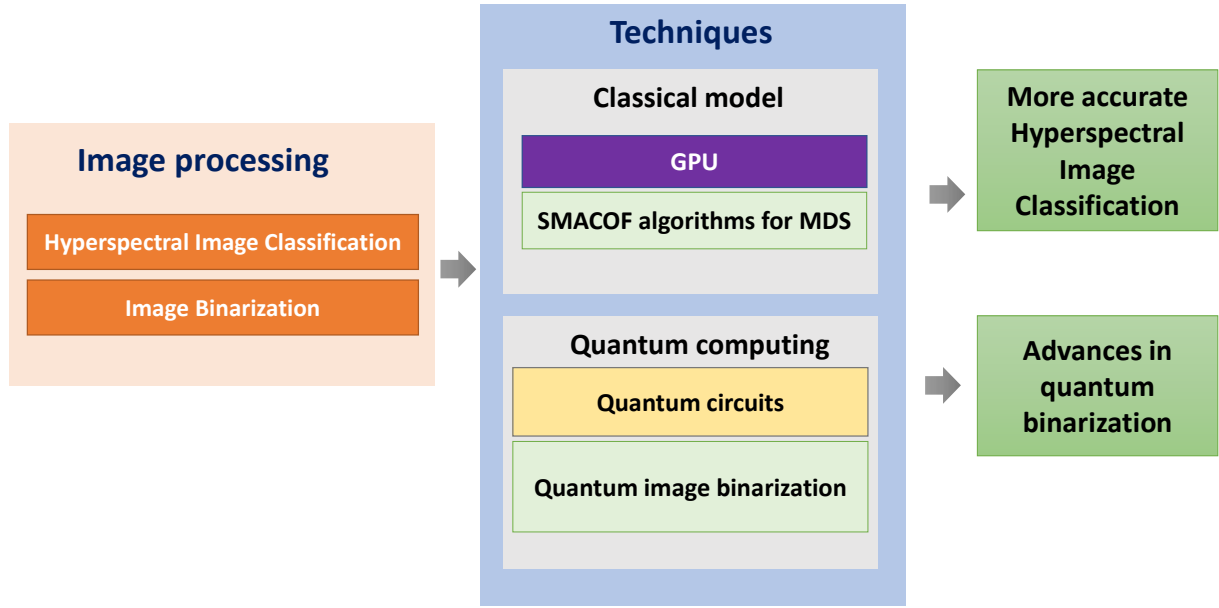 Image processing
Hyperspectral Image Classification
Image Binarization
Techniques
Classical model
GPU
SMACOF algorithms for MDS
Quantum computing
Quantum circuits
Quantum image binarization
More accurate
Hyperspectral
Image
Classification
Advances in
quantum
binarization